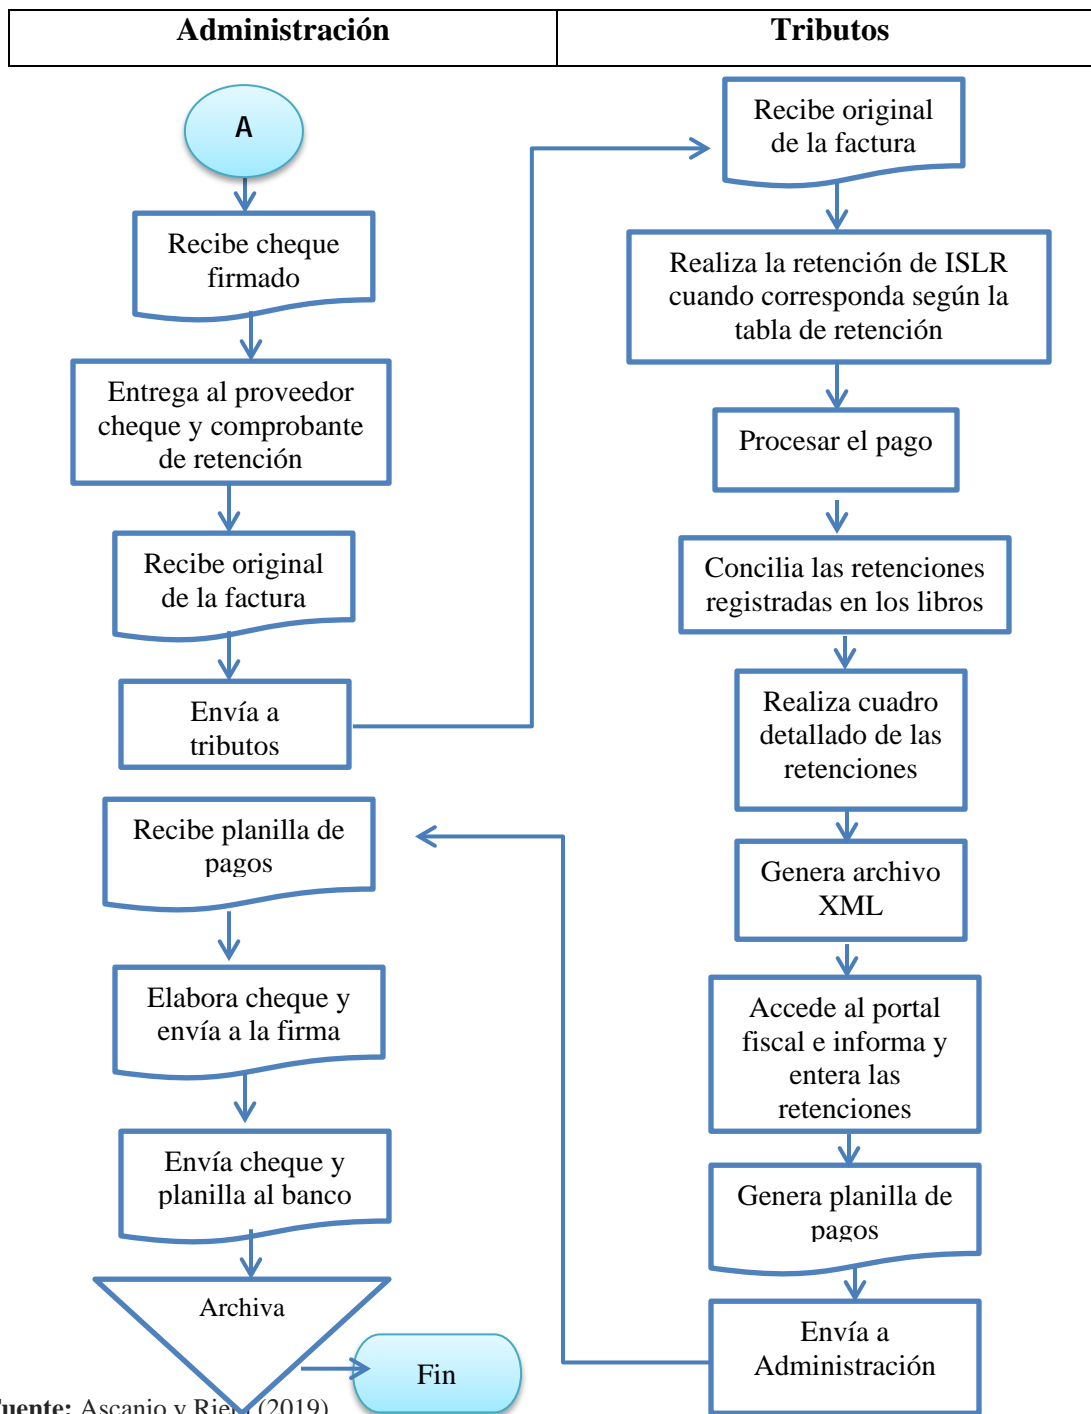 Administración
Tributos
A
Recibe cheque
firmado
Entrega al proveedor
cheque y comprobante
de retención
Recibe original
de la factura
Envía a
tributos
Recibe original
de la factura
Realiza la retención de ISLR
cuando corresponda según la
tabla de retención
Procesar el pago
Concilia las retenciones
registradas en los libros
Realiza cuadro
detallado de las
retenciones
Genera archivo
XML
Accede al portal
fiscal e informa y
entera las
retenciones
Genera planilla de
pagos
Envía a
Administración
Recibe planilla de
pagos
Elabora cheque y
envía a la firma
Envía cheque y
planilla al banco
Archiva
Fin
Ascanio y (2019)